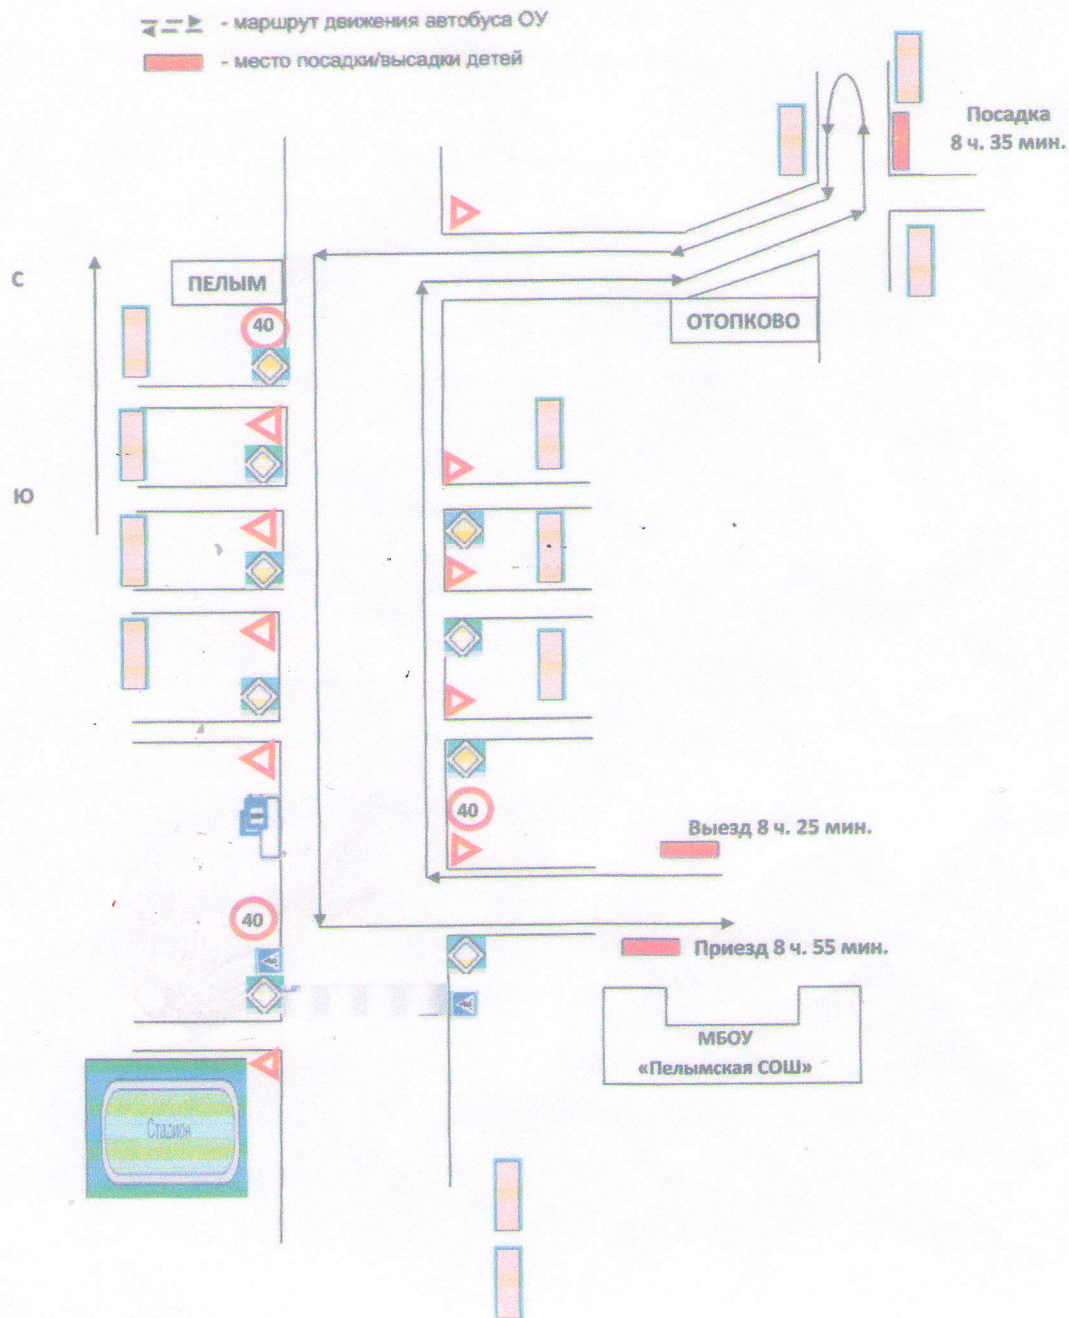 - маршрут движения автобуса ОУ
- место посадки/высадки детей
Посадка
8 ч. 35 мин.
С
ПЕЛЫМ
40
ОТОПКОВО
Ю
40
Выезд 8 ч. 25 мин.
40
Приезд 8 ч. 55 мин.
МБОУ
«Пелымская СОШ»
Стадион